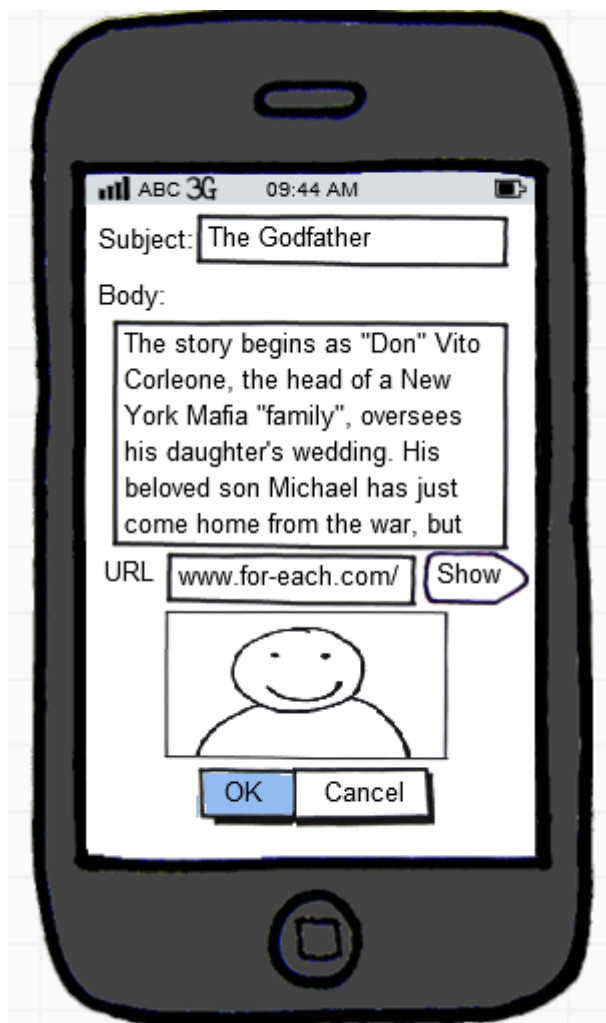 ABC 3G 09:44 AM
Subject: The Godfather
Body:
The story begins as "Don" Vito
Corleone, the head of a New
York Mafia "family", oversees
his daughter's wedding. His
beloved son Michael has just
come home from the war, but
URL www.for-each.com/ Show
OK Cancel